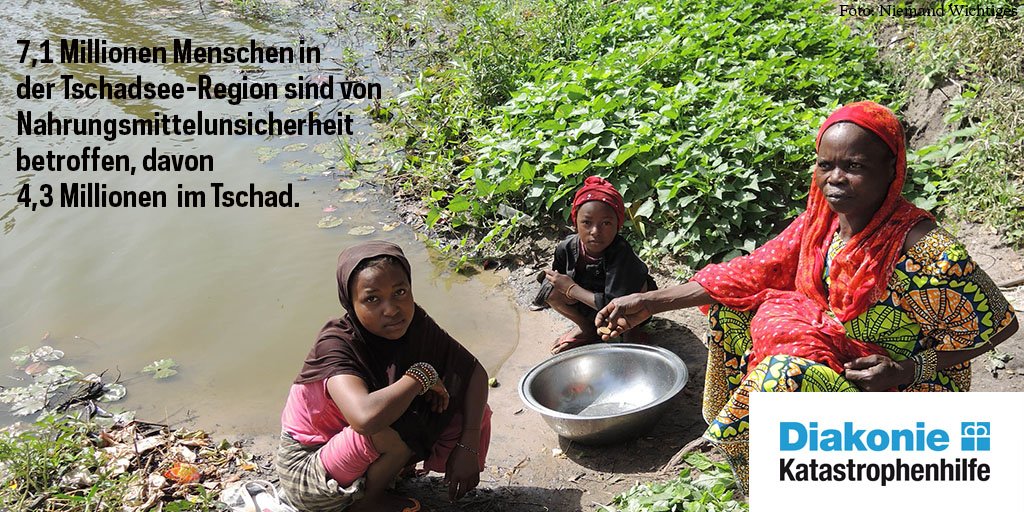 Foto: Niemand Wichtiges
7,1 Millionen Menschen in
der Tschadsee-Region sind von
Nahrungsmittelunsicherheit
betroffen, davon
4,3 Millionen im Tschad.
Diakonie
Katastrophenhilfe